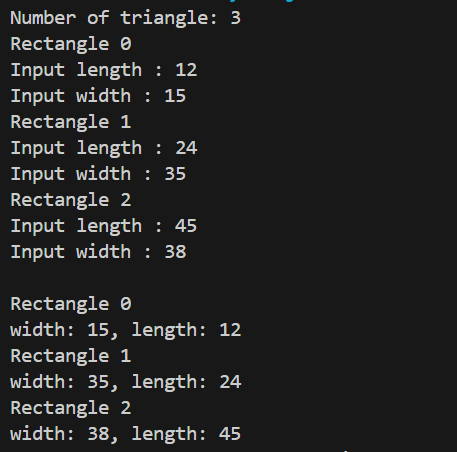 Number of triangle: 3
Rectangle 0
Input length : 12
Input width : 15
Rectangle 1
Input length : 24
Input width : 35
Rectangle 2
Input length : 45
Input width : 38
Rectangle 0
width: 15, length: 12
Rectangle 1
width: 35, length: 24
Rectangle 2
width: 38, length: 45